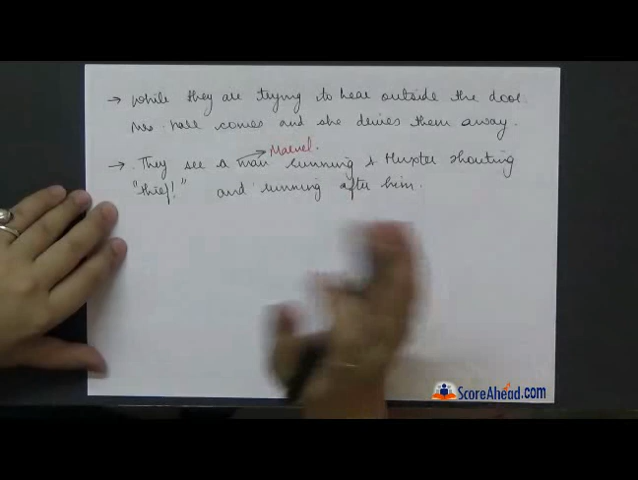 → While they are trying to hear outside the door
Mrs. Hall comes and she drives them away.
Marvel.
→ . They see a man running & Huxter shouting
"thief!" and running after him.
ScoreAhead.com